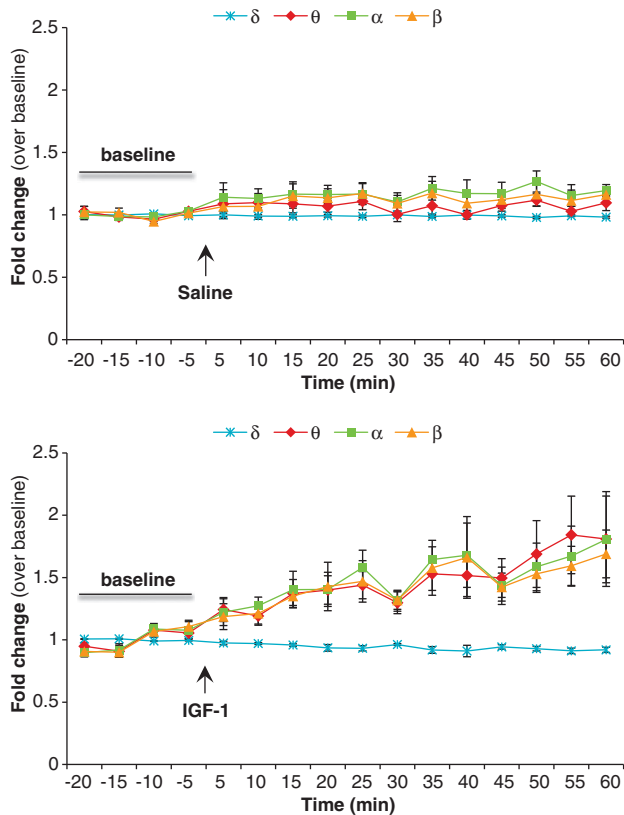 δ θ α β
2.5
2
1.5
1
0.5
0
Fold change (over baseline)
baseline
Saline
-20 -15 -10 -5 5 10 15 20 25 30 35 40 45 50 55 60
Time (min)
δ θ α β
2.5
2
1.5
1
0.5
0
Fold change (over baseline)
baseline
IGF-1
-20 -15 -10 -5 5 10 15 20 25 30 35 40 45 50 55 60
Time (min)